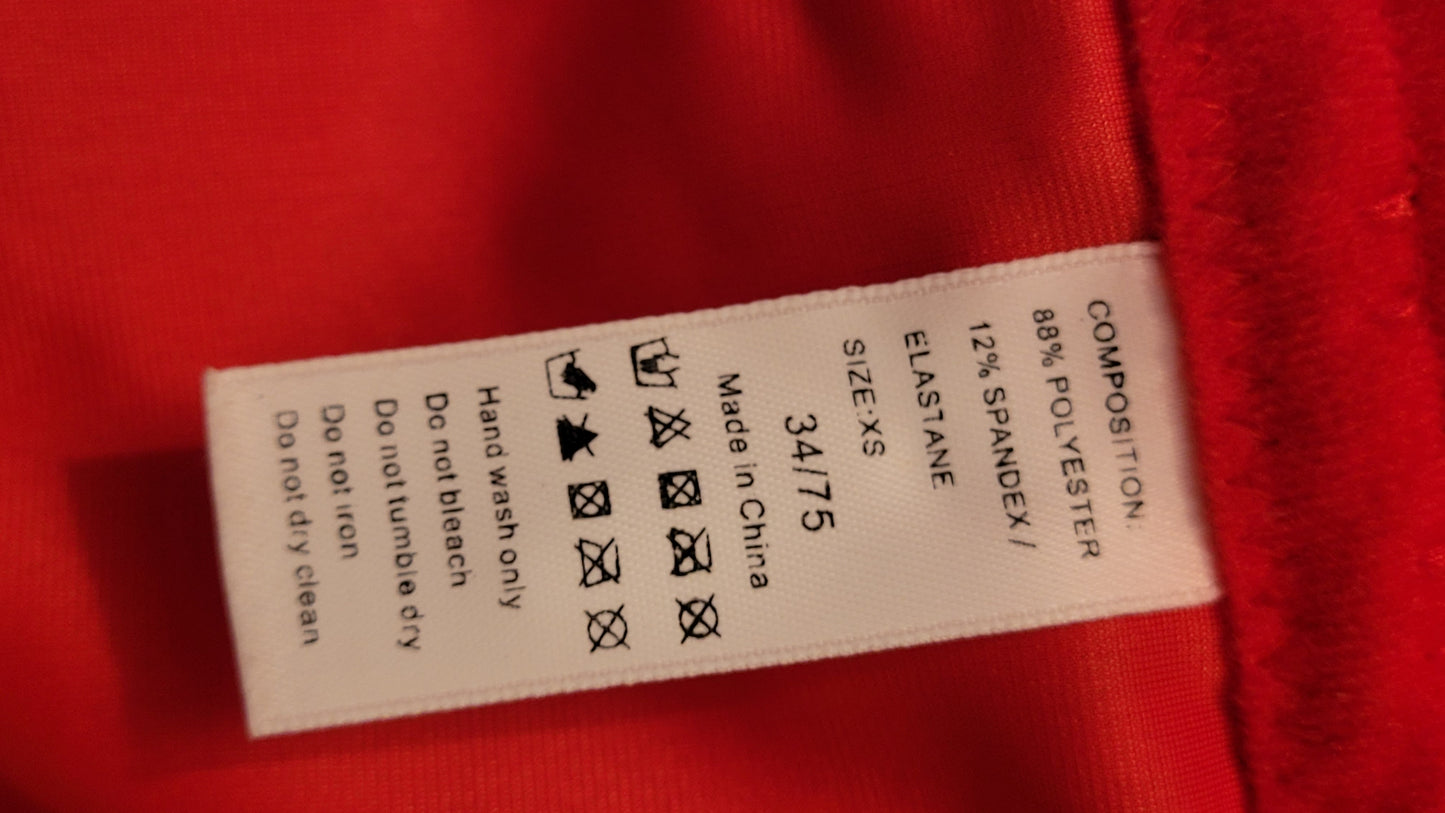 COMPOSITION:
88% POLYESTER
12% SPANDEX /
ELASTANE
SIZE:XS
34/75
Made in China
Hand wash only
Do not bleach
Do not tumble dry
Do not iron
Do not dry clean